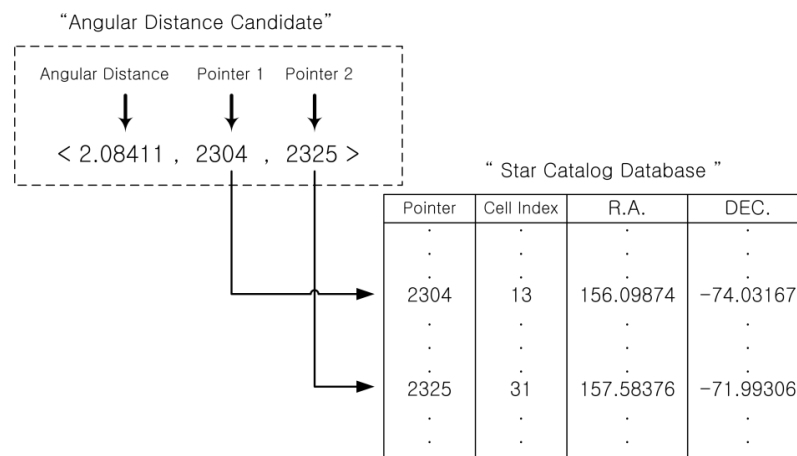 “Angular Distance Candidate”
Angular Distance Pointer 1 Pointer 2
< 2.08411 , 2304 , 2325 >
“ Star Catalog Database ”
Pointer Cell Index R.A. DEC.
2304 13 156.09874 -74.03167
2325 31 157.58376 -71.99306